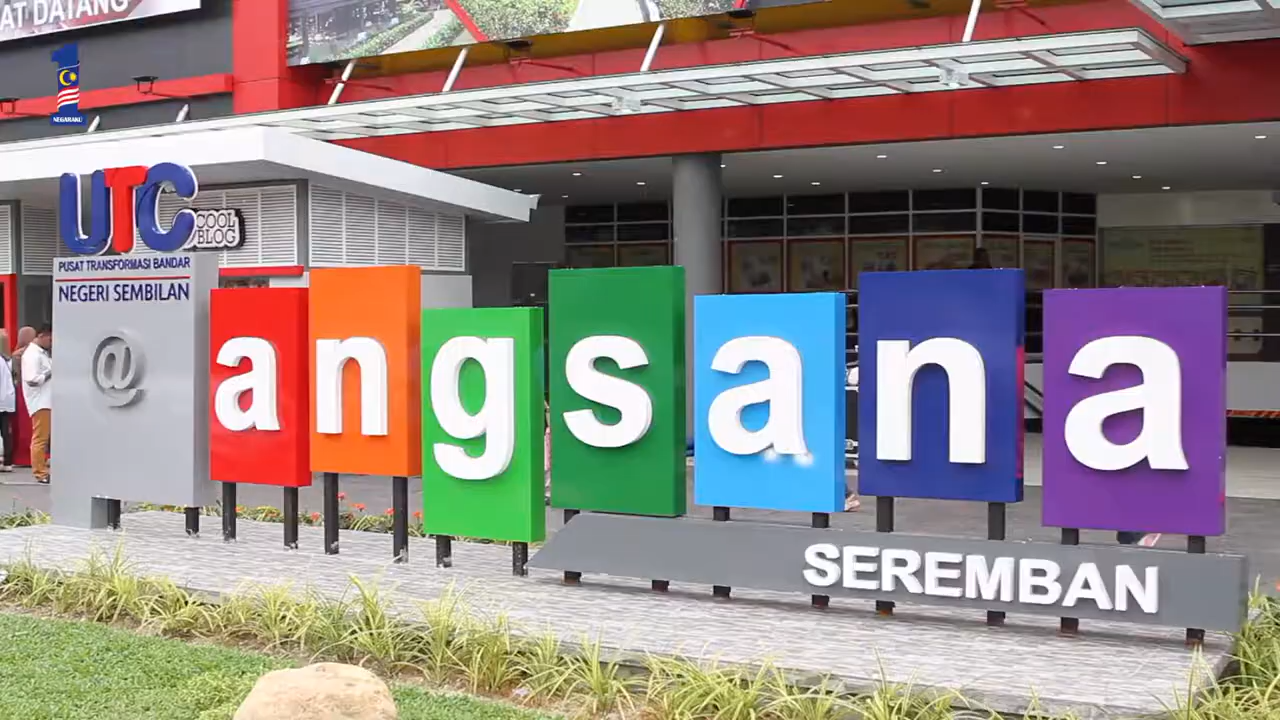 AT DATANG
1
NEGARAKU
UTC
COOL
BLOG
PUSAT TRANSFORMASI BANDAR
NEGERI SEMBILAN
@
angsana
SEREMBAN